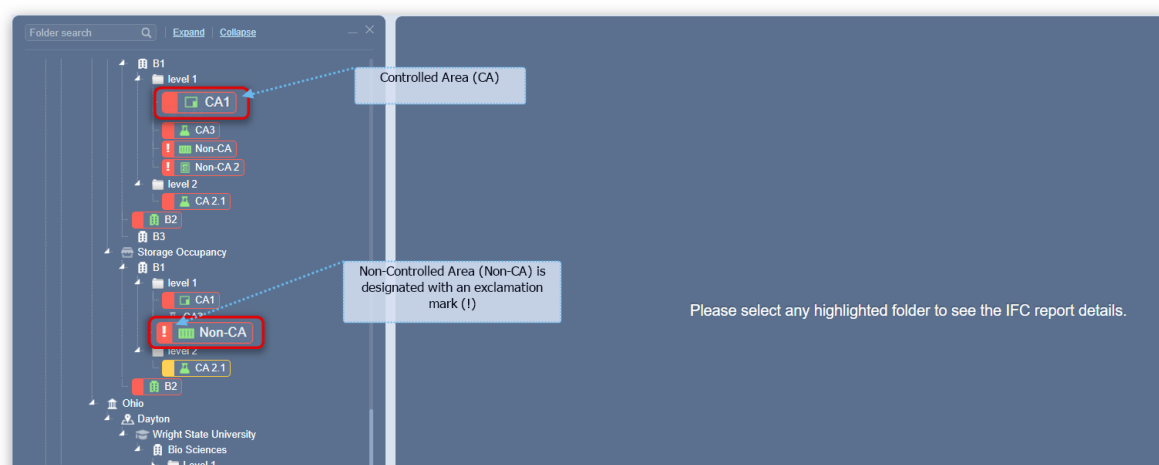 Folder search
Expand
Collapse
B1
level 1
Controlled Area (CA)
CA1
CA3
! Non-CA
! Non-CA 2
level 2
CA 2.1
B2
B3
Storage Occupancy
B1
level 1
Non-Controlled Area (Non-CA) is
designated with an exclamation
mark (!)
CA1
! Non-CA
level 2
CA 2.1
B2
Please select any highlighted folder to see the IFC report details.
Ohio
Dayton
Wright State University
Bio Sciences
Level 1